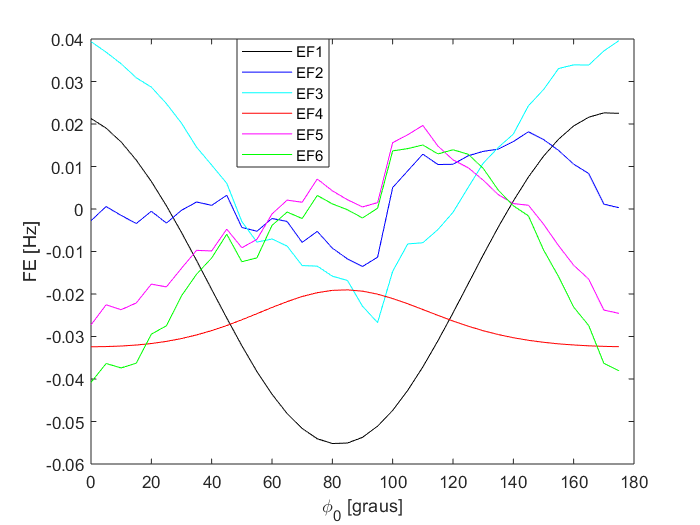 0.04
0.03
0.02
0.01
0
-0.01
-0.02
-0.03
-0.04
-0.05
-0.06
FE [Hz]
EF1
EF2
EF3
EF4
EF5
EF6
0 20 40 60 80 100 120 140 160 180
ϕ₀ [graus]